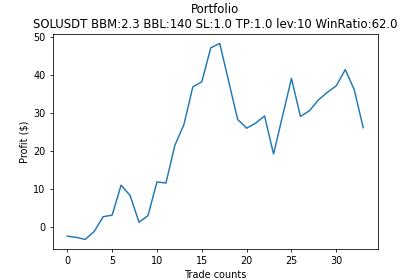 Portfolio
SOLUSDT BBM:2.3 BBL:140 SL:1.0 TP:1.0 lev:10 WinRatio:62.0
50
40
30
20
10
0
Profit ($)
0 5 10 15 20 25 30
Trade counts